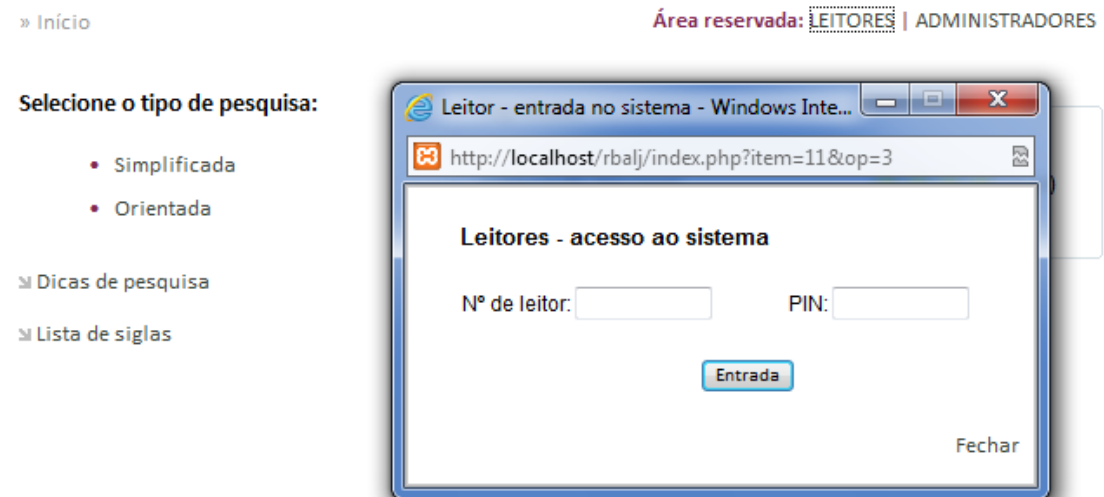 » Início
Área reservada: LEITORES | ADMINISTRADORES
Selecione o tipo de pesquisa:
• Simplificada
• Orientada
Dicas de pesquisa
Lista de siglas
Leitor - entrada no sistema - Windows Inte...
http://localhost/rbalj/index.php?item=11&op=3
Leitores - acesso ao sistema
Nº de leitor: PIN:
Entrada
Fechar